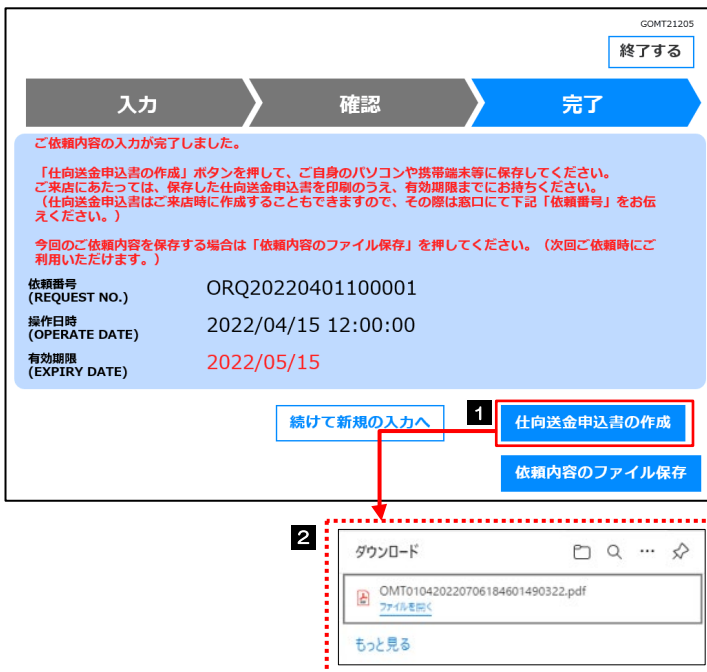 GOMT21205
終了する
入力
確認
完了
ご依頼内容の入力が完了しました。
「仕向送金申込書の作成」ボタンを押して、ご自身のパソコンや携帯端末等に保存してください。
ご来店にあたっては、保存した仕向送金申込書を印刷のうえ、有効期限までにお持ちください。
（仕向送金申込書はご来店時に作成することもできますので、その際は窓口にて下記「依頼番号」をお伝
えください。）
今回のご依頼内容を保存する場合は「依頼内容のファイル保存」を押してください。（次回ご依頼時にご
利用いただけます。）
依頼番号
(REQUEST NO.)
ORQ20220401100001
操作日時
(OPERATE DATE)
2022/04/15 12:00:00
有効期限
(EXPIRY DATE)
2022/05/15
続けて新規の入力へ
1
仕向送金申込書の作成
依頼内容のファイル保存
2
ダウンロード
OMT010420220706184601490322.pdf
ファイルを開く
もっと見る